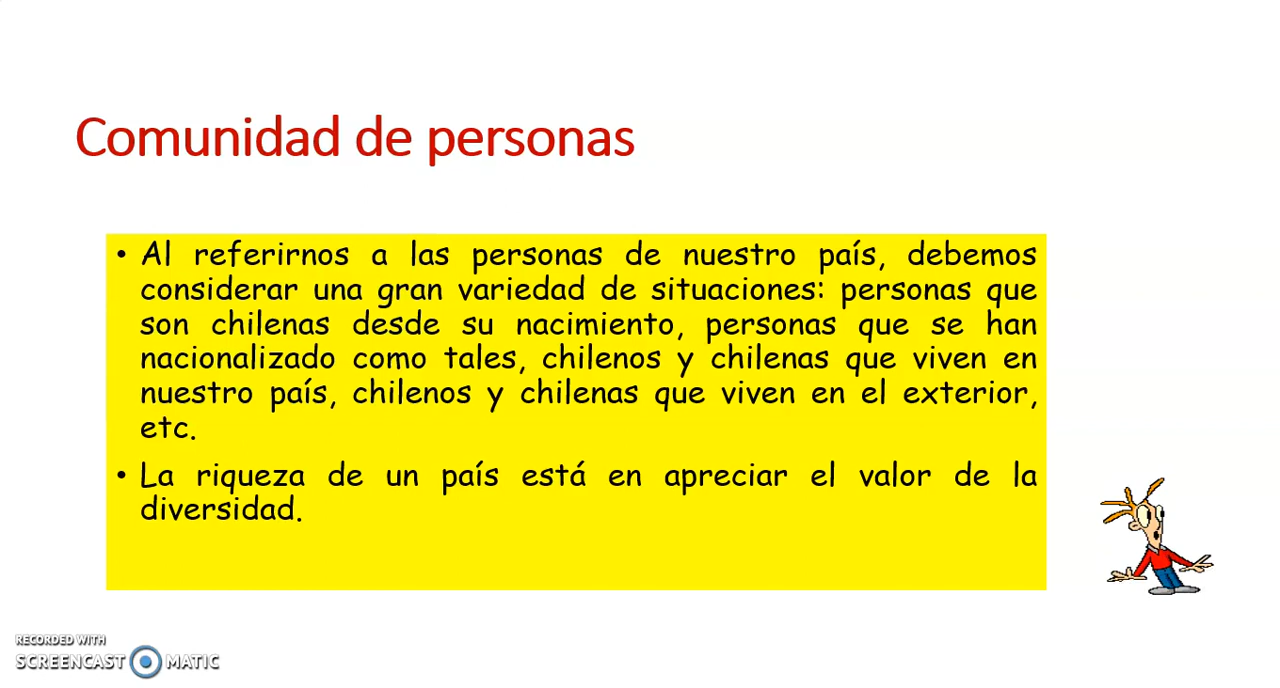 Comunidad de personas
• Al referirnos a las personas de nuestro país, debemos
considerar una gran variedad de situaciones: personas que
son chilenas desde su nacimiento, personas que se han
nacionalizado como tales, chilenos y chilenas que viven en
nuestro país, chilenos y chilenas que viven en el exterior,
etc.
• La riqueza de un país está en apreciar el valor de la
diversidad.
RECORDED WITH
SCREENCAST MATIC